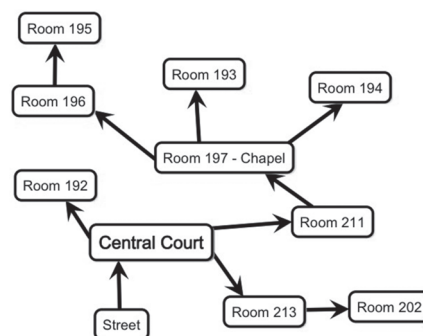 Room 195
Room 193
Room 194
Room 196
Room 197 - Chapel
Room 192
Room 211
Central Court
Room 213
Room 202
Street